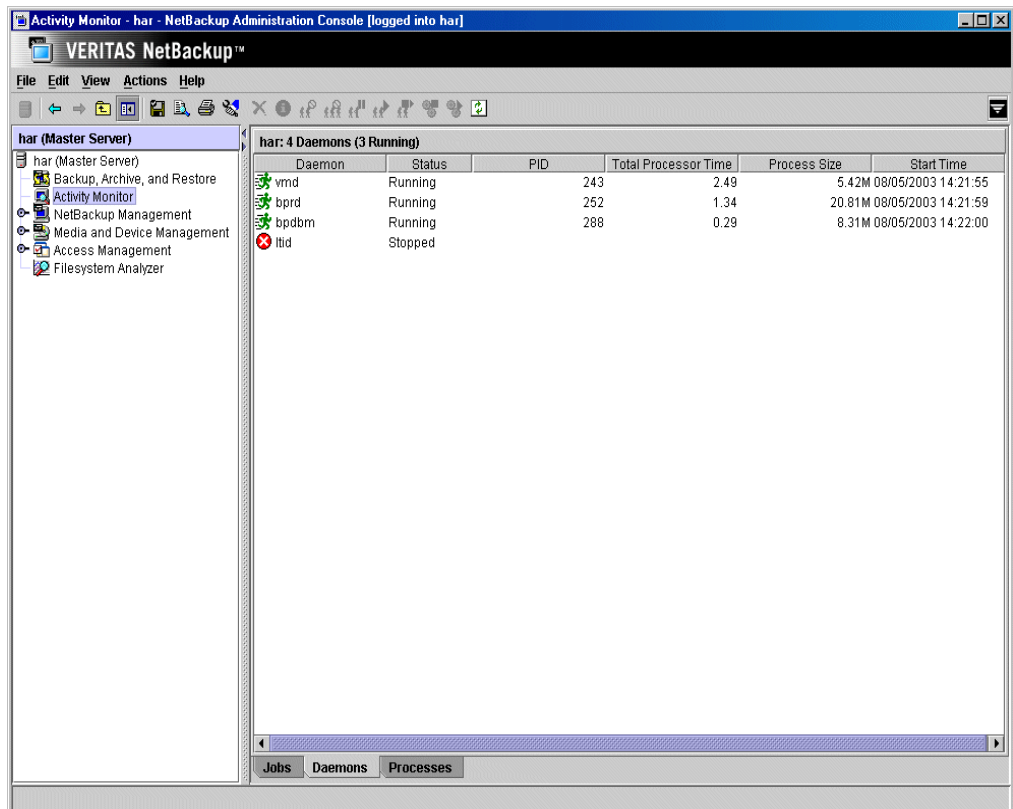 Activity Monitor - har - NetBackup Administration Console [logged into har]
VERITAS NetBackup™
File Edit View Actions Help
har (Master Server)
har (Master Server)
Backup, Archive, and Restore
Activity Monitor
NetBackup Management
Media and Device Management
Access Management
Filesystem Analyzer
har: 4 Daemons (3 Running)
Daemon Status PID Total Processor Time Process Size Start Time
vmd Running 243 2.49 5.42M 08/05/2003 14:21:55
bprd Running 252 1.34 20.81M 08/05/2003 14:21:59
bpdbm Running 288 0.29 8.31M 08/05/2003 14:22:00
ltid Stopped
Jobs Daemons Processes